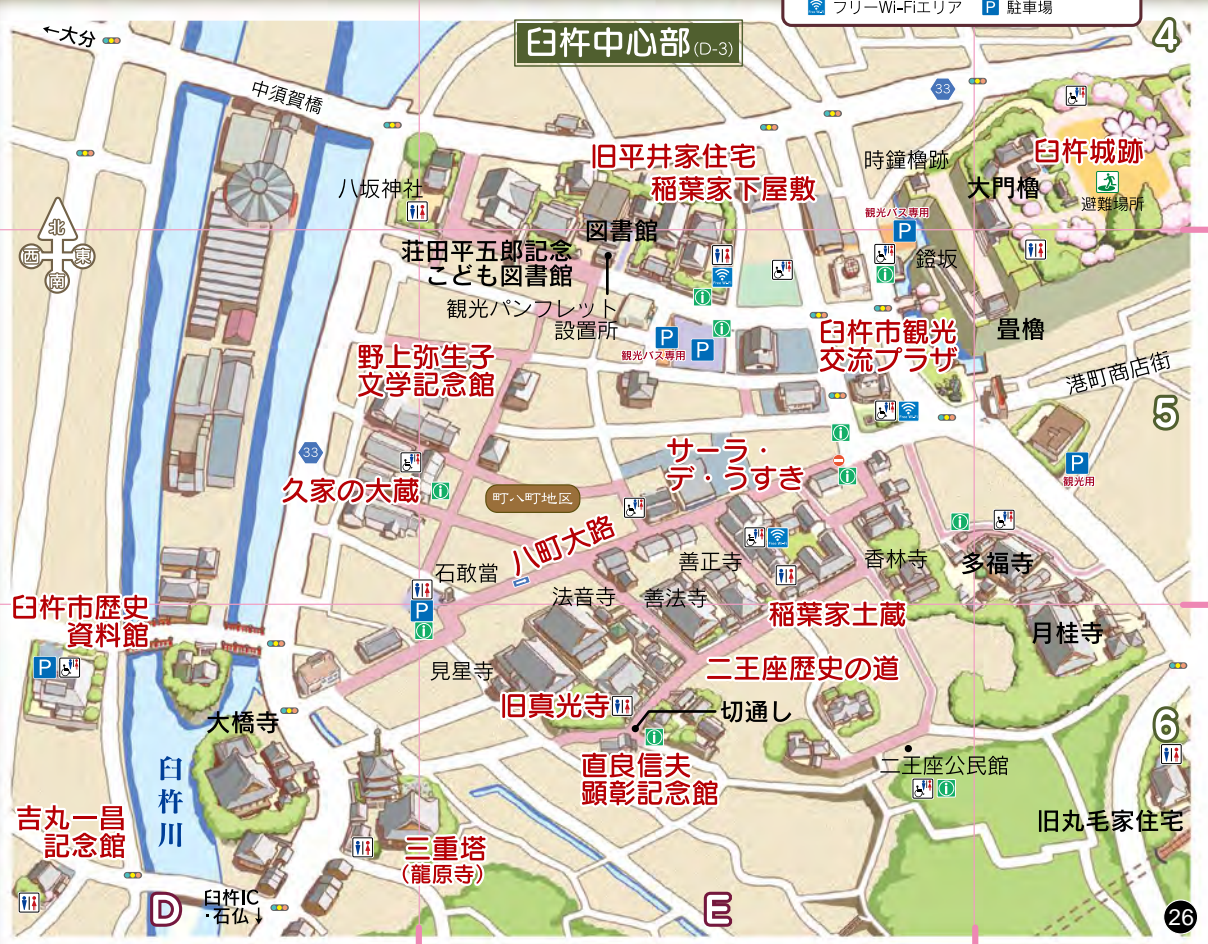 フリーWi-Fiエリア
P
駐車場
←大分
臼杵中心部(D-3)
4
中須賀橋
33
旧平井家住宅
稲葉家下屋敷
時鐘櫓跡
臼杵城跡
大門櫓
避難場所
八坂神社
観光バス専用
P
北
西
東
南
図書館
荘田平五郎記念
こども図書館
鐙坂
観光パンフレット
設置所
畳櫓
P
観光バス専用
P
臼杵市観光
交流プラザ
野上弥生子
文学記念館
港町商店街
5
33
サーラ・
デ・うすき
P
観光用
久家の大蔵
町八町地区
八町大路
石敢當
善正寺
香林寺
多福寺
法音寺
善法寺
P
臼杵市歴史
資料館
稲葉家土蔵
月桂寺
P
見星寺
二王座歴史の道
旧真光寺
切通し
大橋寺
6
直良信夫
顕彰記念館
二王座公民館
臼杵川
吉丸一昌
記念館
旧丸毛家住宅
三重塔
(龍原寺)
臼杵IC
・石仏↓
D
E
26